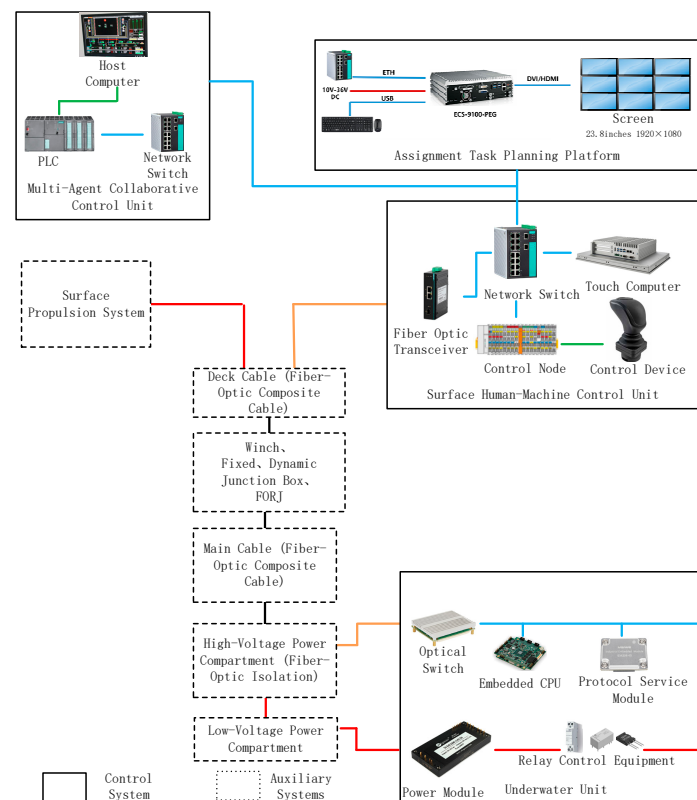 Host
Computer
PLC
Network
Switch
Multi-Agent Collaborative
Control Unit
ETH
10V-36V
DC
USB
ECS-9100-PEG
DVI/HDMI
Screen
23.8inches 1920×1080
Assignment Task Planning Platform
Surface
Propulsion System
Network Switch
Touch Computer
Fiber Optic
Transceiver
Control Node
Control Device
Surface Human-Machine Control Unit
Deck Cable (Fiber-
Optic Composite
Cable)
Winch、
Fixed、Dynamic
Junction Box、
FORJ
Main Cable (Fiber-
Optic Composite
Cable)
High-Voltage Power
Compartment (Fiber-
Optic Isolation)
Low-Voltage Power
Compartment
Optical
Switch
Embedded CPU
Protocol Service
Module
Relay Control Equipment
Power Module
Underwater Unit
Control
System
Auxiliary
Systems